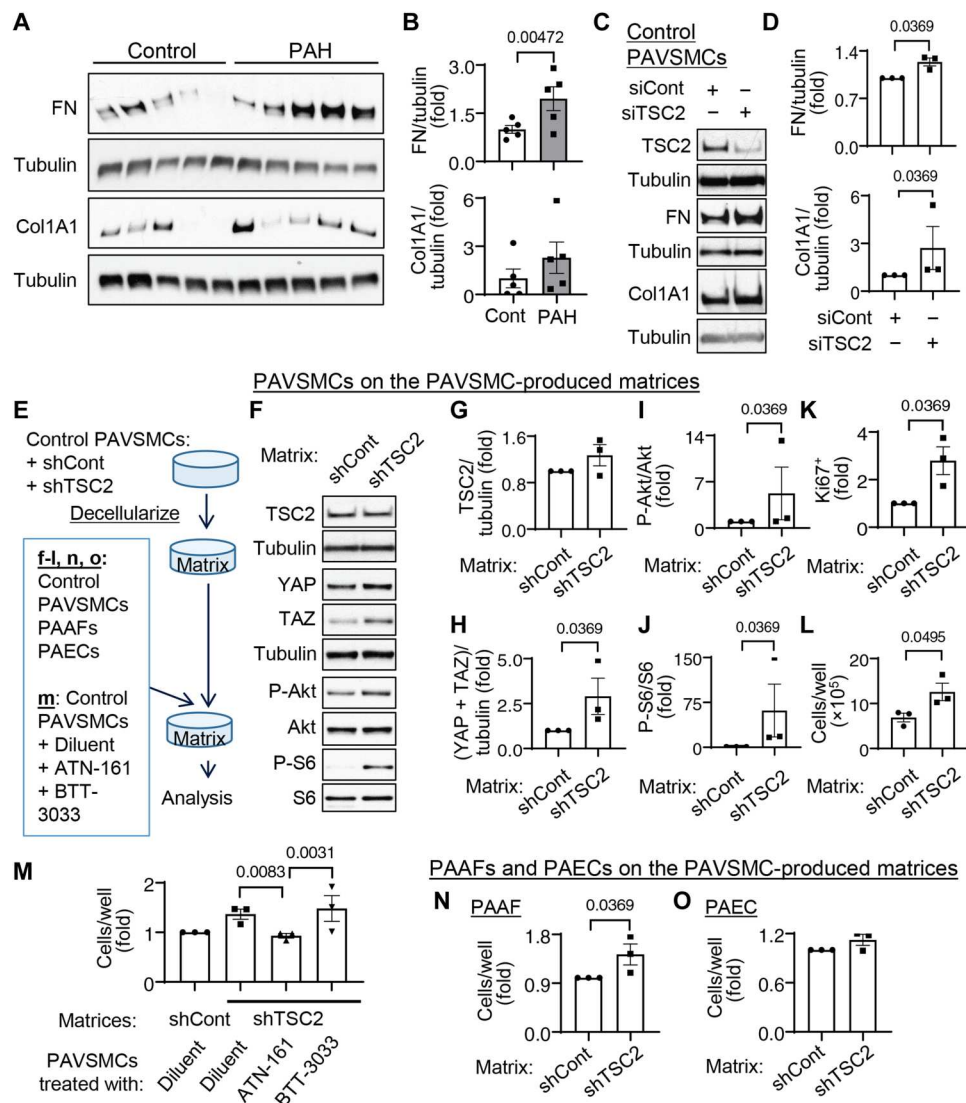 A
Control
PAH
FN
Tubulin
Col1A1
Tubulin
B
0.00472
FN/tubulin
(fold)
3.0
1.5
0.0
Col1A1/
tubulin (fold)
6
3
0
Cont
PAH
C
Control
PAVSMCs
siCont + –
siTSC2 – +
TSC2
Tubulin
FN
Tubulin
Col1A1
Tubulin
D
0.0369
FN/tubulin
(fold)
1.4
0.7
0.0
0.0369
Col1A1/
tubulin (fold)
6
3
0
siCont + –
siTSC2 – +
PAVSMCs on the PAVSMC-produced matrices
E
Control PAVSMCs:
+ shCont
+ shTSC2
Decellularize
Matrix
f-l, n, o:
Control
PAVSMCs
PAAFs
PAECs
m: Control
PAVSMCs
+ Diluent
+ ATN-161
+ BTT-
3033
Matrix
Analysis
F
Matrix:
shCont
shTSC2
TSC2
Tubulin
YAP
TAZ
Tubulin
P-Akt
Akt
P-S6
S6
G
TSC2/
tubulin (fold)
1.6
0.8
0.0
Matrix:
shCont
shTSC2
H
0.0369
(YAP + TAZ)/
tubulin (fold)
5.0
2.5
0.0
Matrix:
shCont
shTSC2
I
0.0369
P-Akt/Akt
(fold)
14
7
0
Matrix:
shCont
shTSC2
J
0.0369
P-S6/S6
(fold)
150
75
0
Matrix:
shCont
shTSC2
K
0.0369
Ki67+
(fold)
4
2
0
Matrix:
shCont
shTSC2
L
0.0495
Cells/well
(×10⁵)
20
10
0
Matrix:
shCont
shTSC2
M
0.0083
0.0031
Cells/well
(fold)
2
1
0
Matrices:
shCont
shTSC2
PAVSMCs
treated with:
Diluent
Diluent
ATN-161
BTT-3033
PAAFs and PAECs on the PAVSMC-produced matrices
N
PAAF
0.0369
Cells/well
(fold)
1.8
0.9
0.0
Matrix:
shCont
shTSC2
O
PAEC
Cells/well
(fold)
1.2
0.6
0.0
Matrix:
shCont
shTSC2